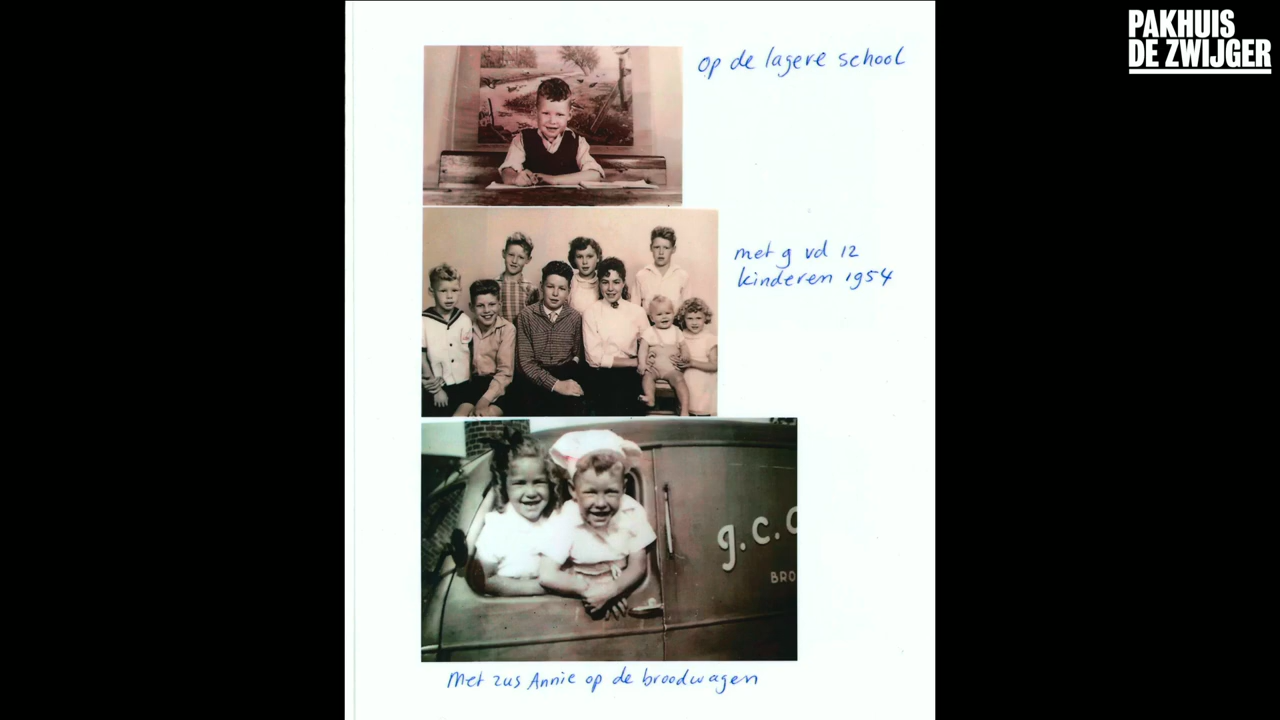 PAKHUIS
DE ZWIJGER
op de lagere school
met 9 vd 12
kinderen 1954
J.C.
BRO
Met zus Annie op de broodwagen